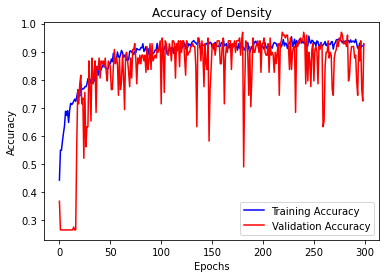 Accuracy of Density
1.0
0.9
0.8
0.7
0.6
0.5
0.4
0.3
Accuracy
0 50 100 150 200 250 300
Epochs
Training Accuracy
Validation Accuracy